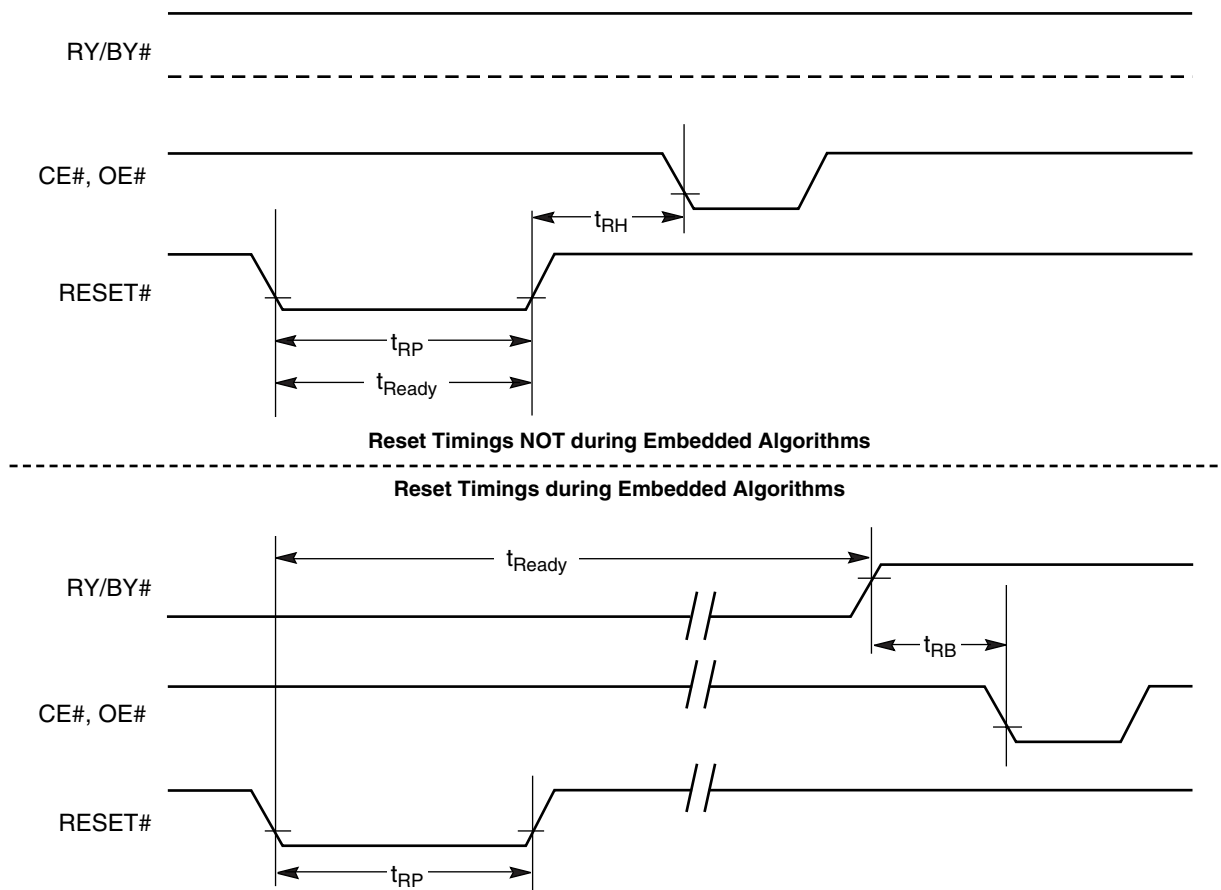 RY/BY#
CE#, OE#
tRH
RESET#
tRP
tReady
Reset Timings NOT during Embedded Algorithms
Reset Timings during Embedded Algorithms
tReady
RY/BY#
tRB
CE#, OE#
RESET#
tRP